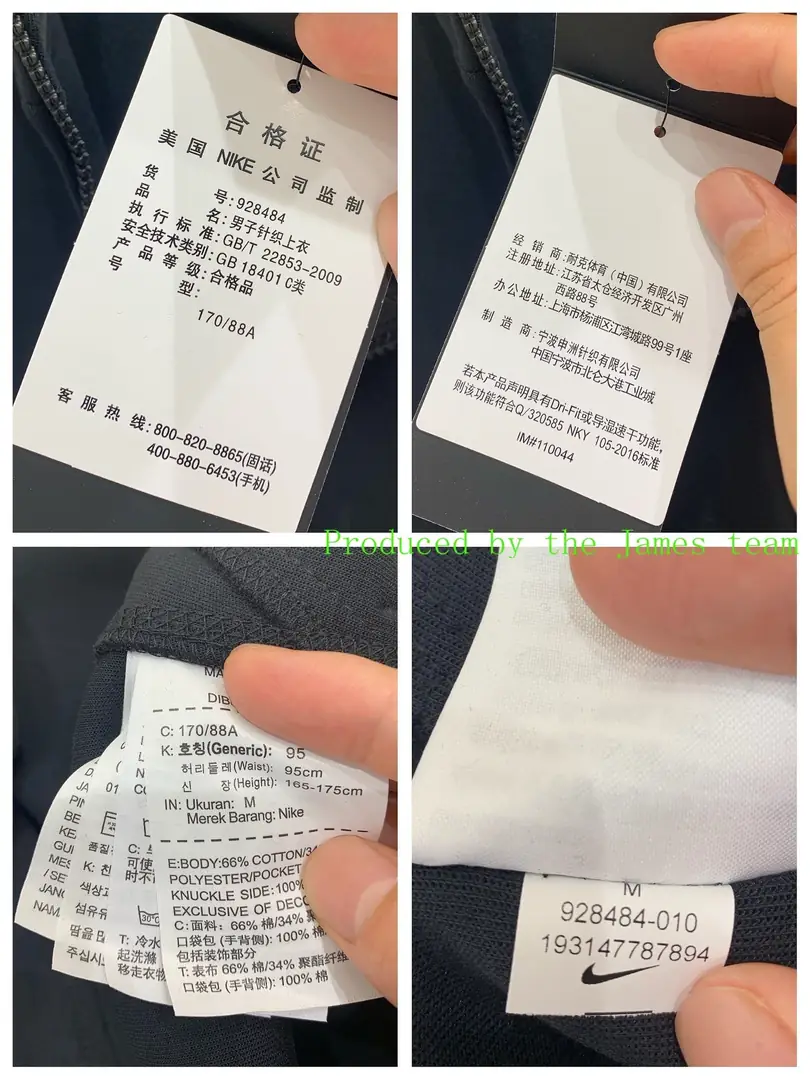 合格证
美国 NIKE 公司监制
货号:928484
品名:男子针织上衣
执行标准:GB/T 22853-2009
安全技术类别:GB 18401 C类
产品等级:合格品
号型:
170/88A
客服热线:800-820-8865(固话)
400-880-6453(手机)
经销商:耐克体育(中国)有限公司
注册地址:江苏省太仓经济开发区广州
西路88号
办公地址:上海市杨浦区江湾城路99号1座
制造商:宁波申洲针织有限公司
中国宁波市北仑大港工业城
若本产品声明具有Dri-Fit或导湿速干功能,
则该功能符合Q/320585 NKY 105-2016标准
IM#110044
Produced by the James team
C: 170/88A
K: 호칭(Generic): 95
허리둘레(Waist): 95cm
신 장(Height): 165-175cm
IN: Ukuran: M
Merek Barang: Nike
E:BODY:66% COTTON/34
POLYESTER/POCKET
KNUCKLE SIDE:100%
EXCLUSIVE OF DECO
C:面料: 66% 棉/34% 聚
口袋包 (手背侧): 100% 棉
包括装饰部分
T: 表布 66% 棉/34% 聚酯纤维
口袋包 (手背侧): 100% 棉
T: 冷水
起洗滌
移走衣物
M
928484-010
193147787894